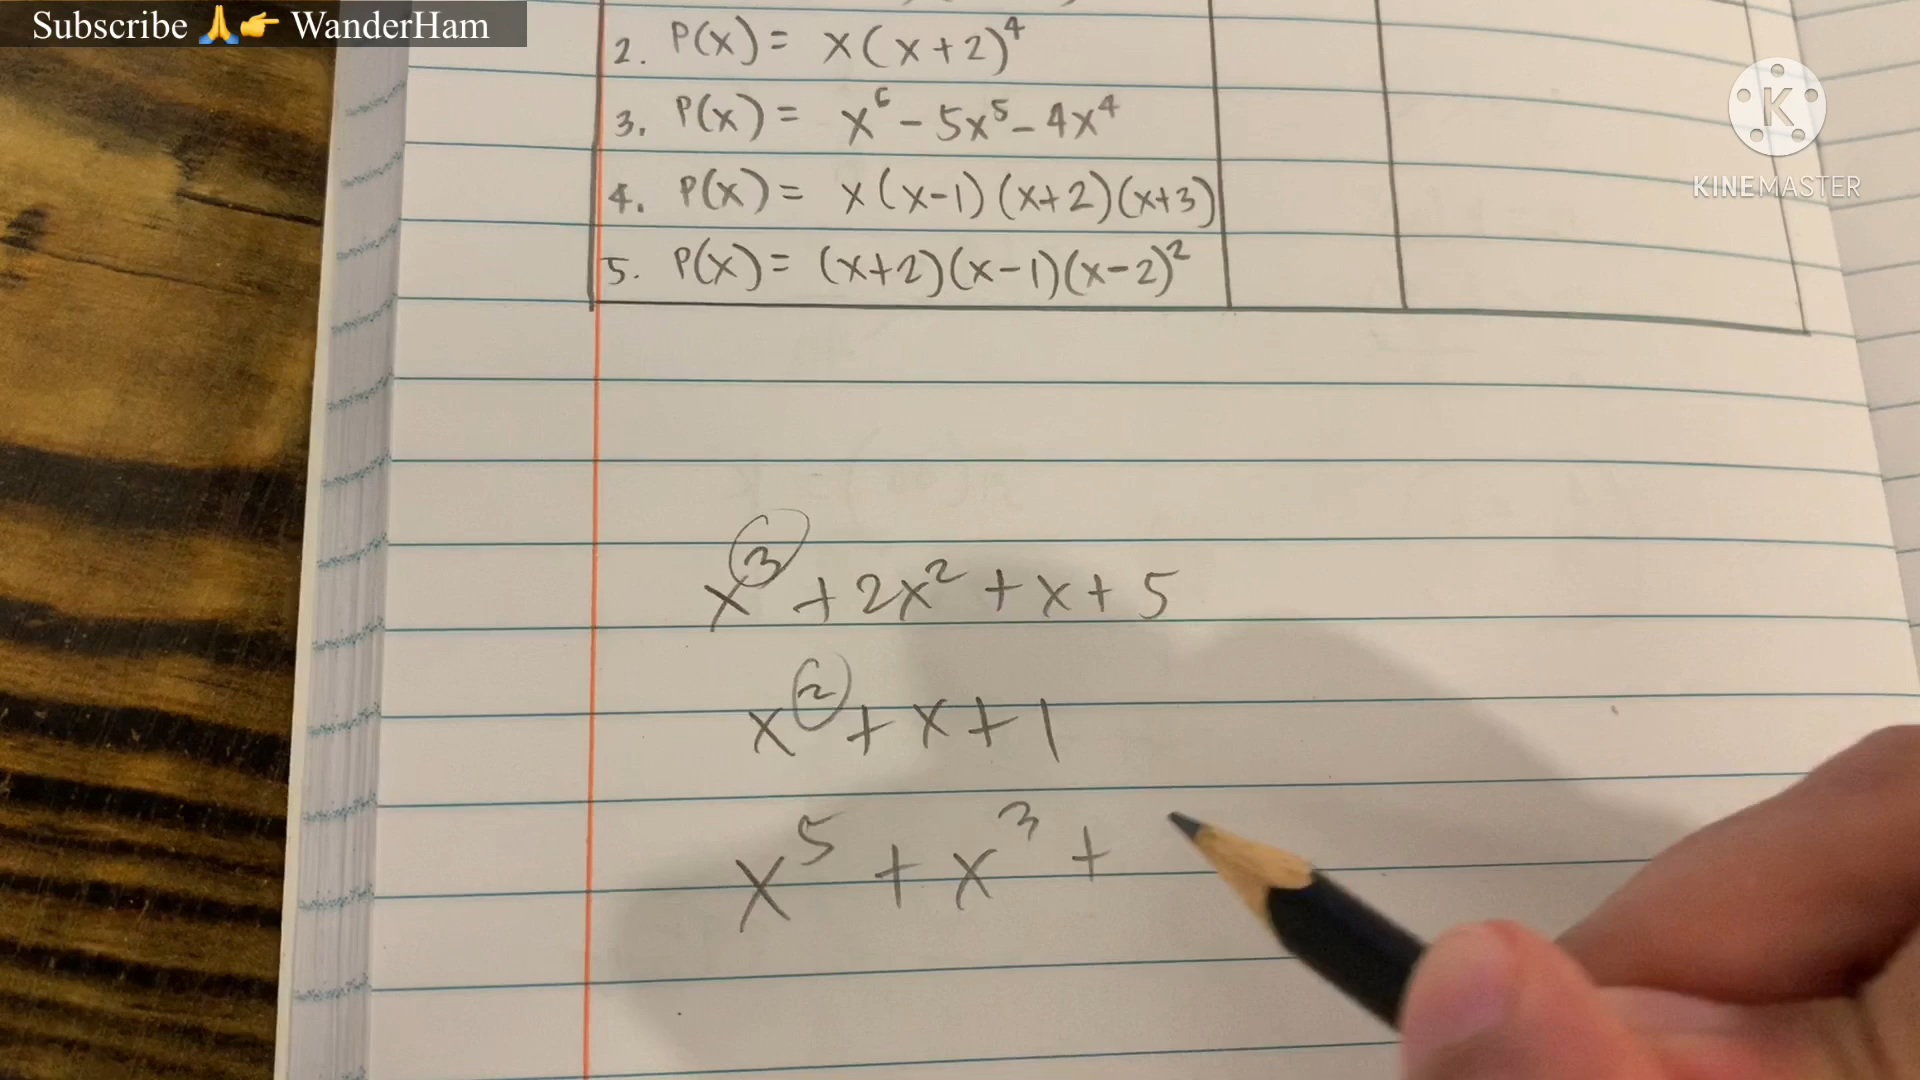 Subscribe 🙏👉 WanderHam
2. P(x) = x(x+2)⁴
KINEMASTER
3. P(x) = x⁶ - 5x⁵ - 4x⁴
4. P(x) = x(x-1)(x+2)(x+3)
5. P(x) = (x+2)(x-1)(x-2)²
x³ + 2x² + x + 5
x² + x + 1
x⁵ + x³ +